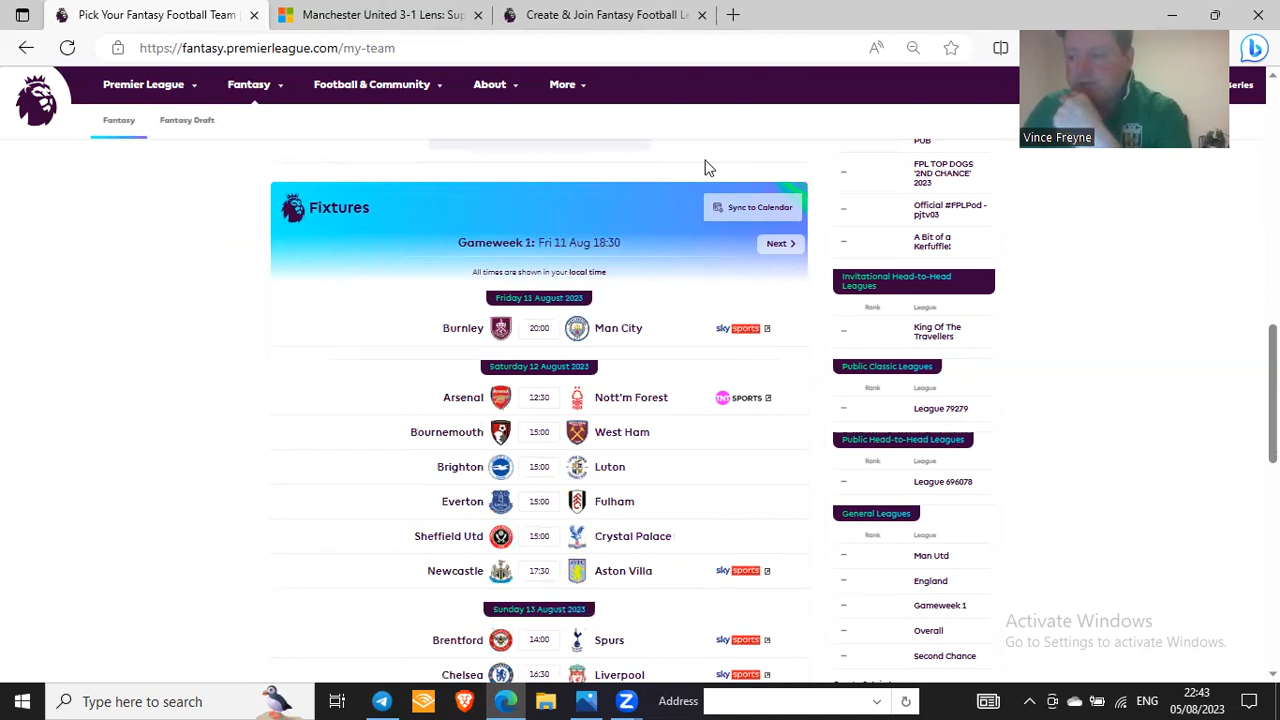 Fantasy Premier League - P
Manchester United 3-1: Sup
Create & Join Fantasy Football Le
https://fantasy.premierleague.com/my-team
Premier League
Fantasy
Football & Community
About
More
Series
Fantasy
Fantasy Draft
Vince Freyne
Fixtures
Sync to Calendar
Gameweek 1: Fri 11 Aug 18:30
Next
All times are shown in your local time
Friday 11 August 2023
Burnley 20:00 Man City sky sports
Saturday 12 August 2023
Arsenal 12:30 Nott'm Forest TNT SPORTS
Bournemouth 15:00 West Ham
Brighton 15:00 Luton
Everton 15:00 Fulham
Sheffield Utd 15:00 Crystal Palace
Newcastle 17:30 Aston Villa sky sports
Sunday 13 August 2023
Brentford 14:00 Spurs sky sports
Chelsea 16:30 Liverpool sky sports
PUB
FPL TOP DOGS
'2ND CHANCE'
2023
Official #FPLPod -
pjtv03
A Bit of a
Kerfuffle!
Invitational Head-to-Head
Leagues
Rank League
King Of The
Travellers
Public Classic Leagues
Rank League
League 79279
Public Head-to-Head Leagues
Rank League
League 696078
General Leagues
Rank League
Man Utd
England
Gameweek 1
Overall
Second Chance
Activate Windows
Go to Settings to activate Windows.
Type here to search
Address
ENG
22:43
05/08/2023